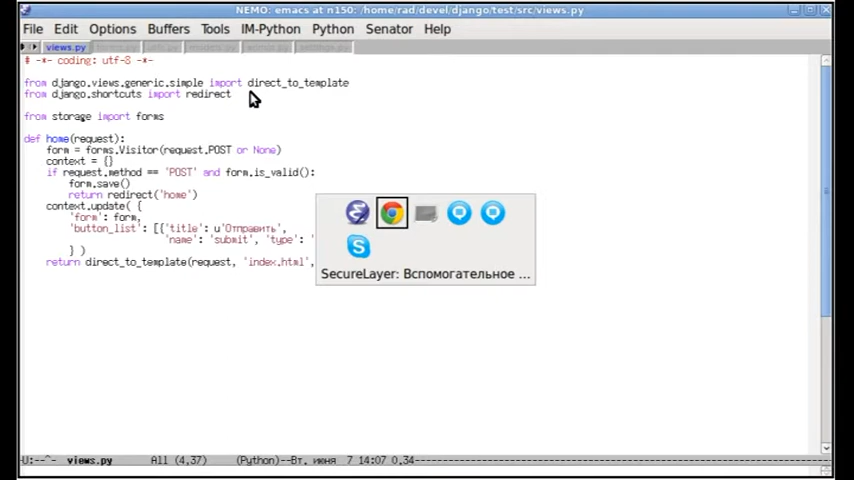 NEMO: emacs at n150: /home/rad/devel/django/test/src/views.py
File Edit Options Buffers Tools IM-Python Python Senator Help
views.py
# -*- coding: utf-8 -*-
from django.views.generic.simple import direct_to_template
from django.shortcuts import redirect
from storage import forms
def home(request):
form = forms.Visitor(request.POST or None)
context = {}
if request.method == 'POST' and form.is_valid():
form.save()
return redirect('home')
context.update( {
'form': form,
'button_list': [{'title': u'Отправить',
'name': 'submit', 'type': '
} )
return direct_to_template(request, 'index.html',
SecureLayer: Вспомогательное ...
U:--^- views.py All (4,37) (Python)--Вт, июня 7 14:07 0.34